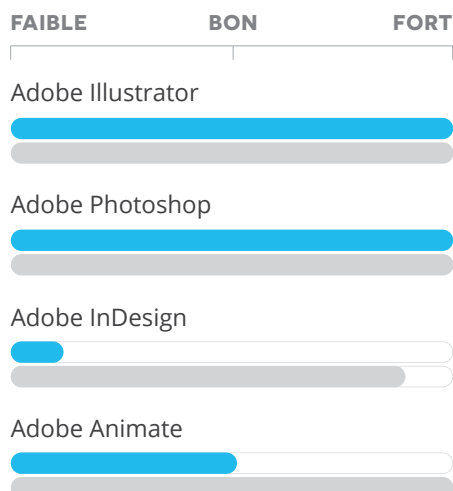 FAIBLE BON FORT
Adobe Illustrator
Adobe Photoshop
Adobe InDesign
Adobe Animate